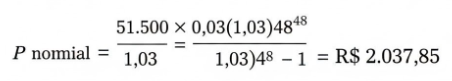 51.500 × 0,03(1,03)48⁴⁸
P nomial = ――― = ――― = R$ 2.037,85
1,03 1,03)4⁸ − 1